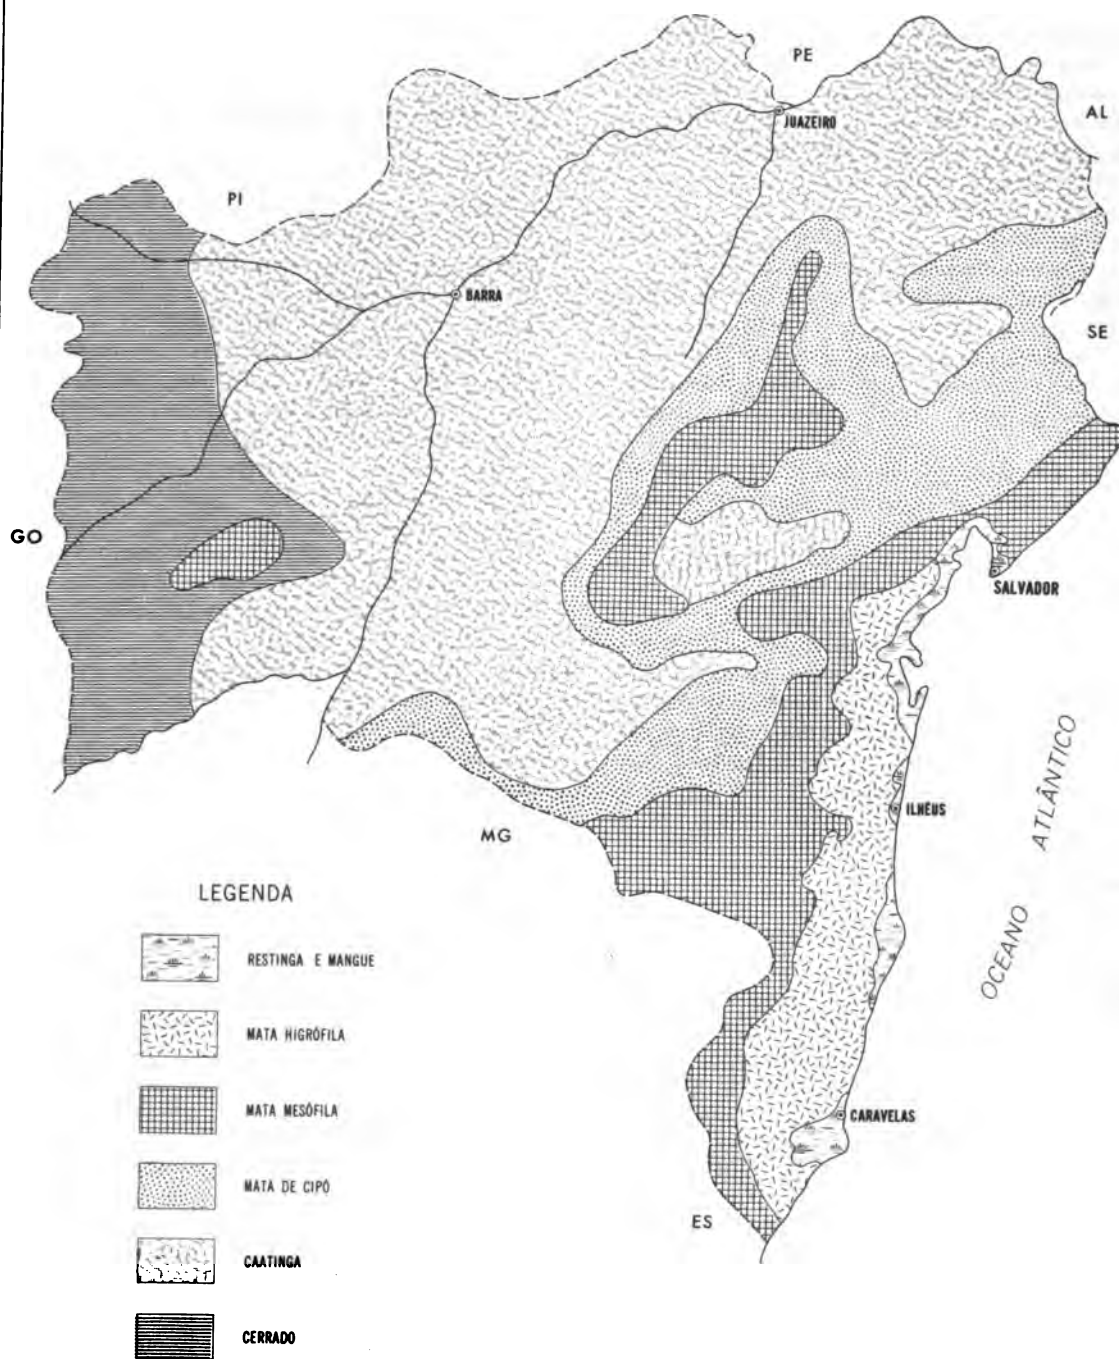 PE
JUAZEIRO
AL
PI
BARRA
SE
GO
SALVADOR
OCEANO ATLÂNTICO
ILHÉUS
MG
LEGENDA
RESTINGA E MANGUE
MATA HIGRÓFILA
MATA MESÓFILA
CARAVELAS
MATA DE CIPÓ
ES
CAATINGA
CERRADO